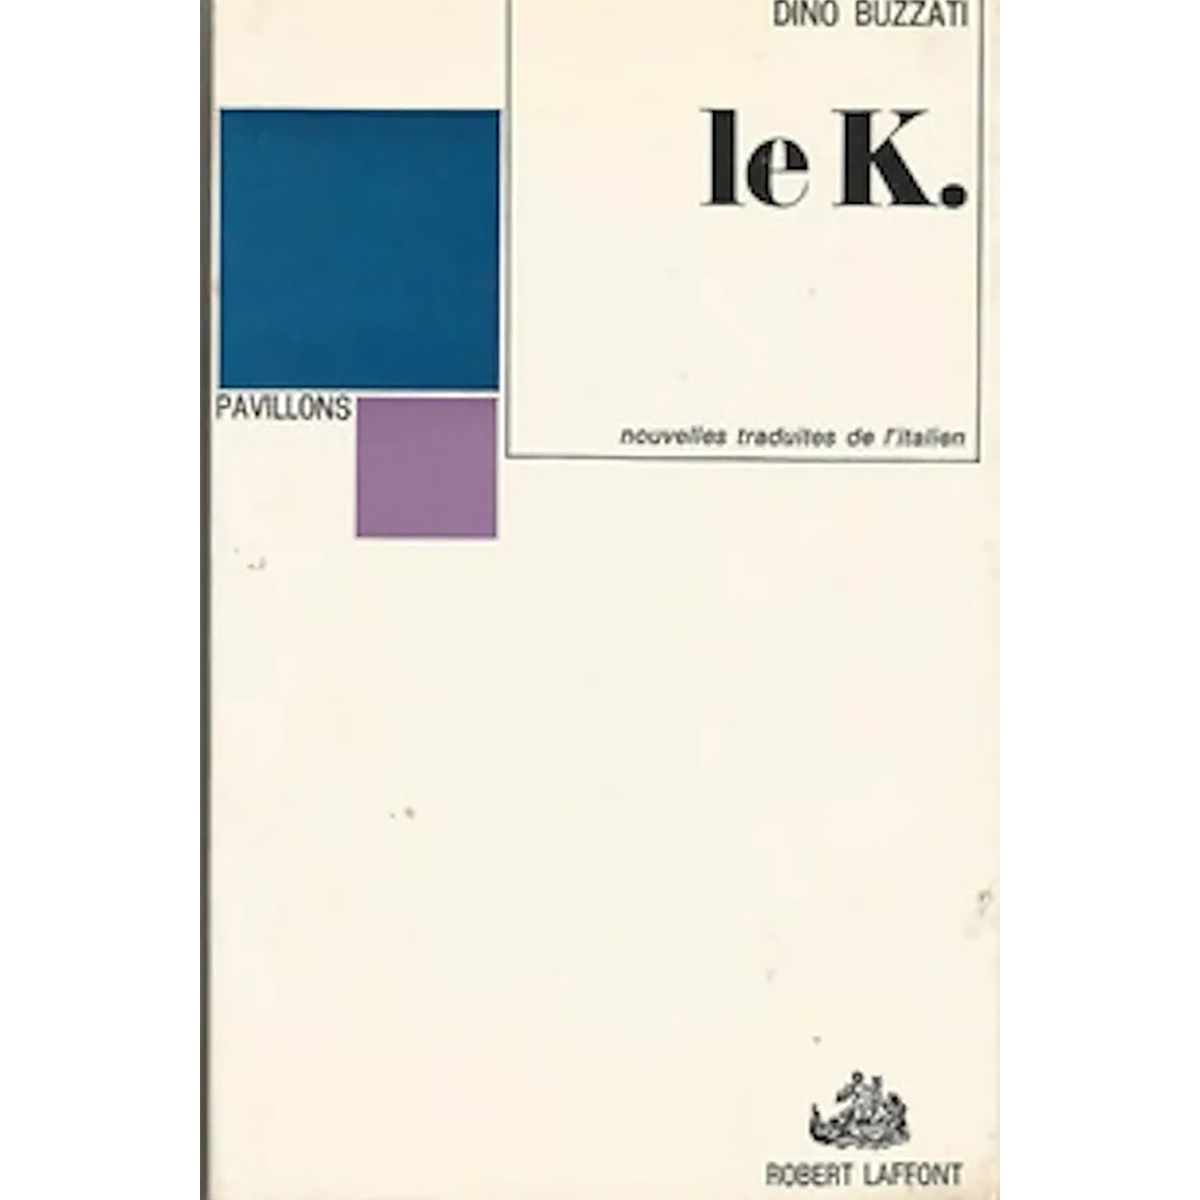 DINO BUZZATI
le K.
PAVILLONS
nouvelles traduites de l'italien
ROBERT LAFFONT